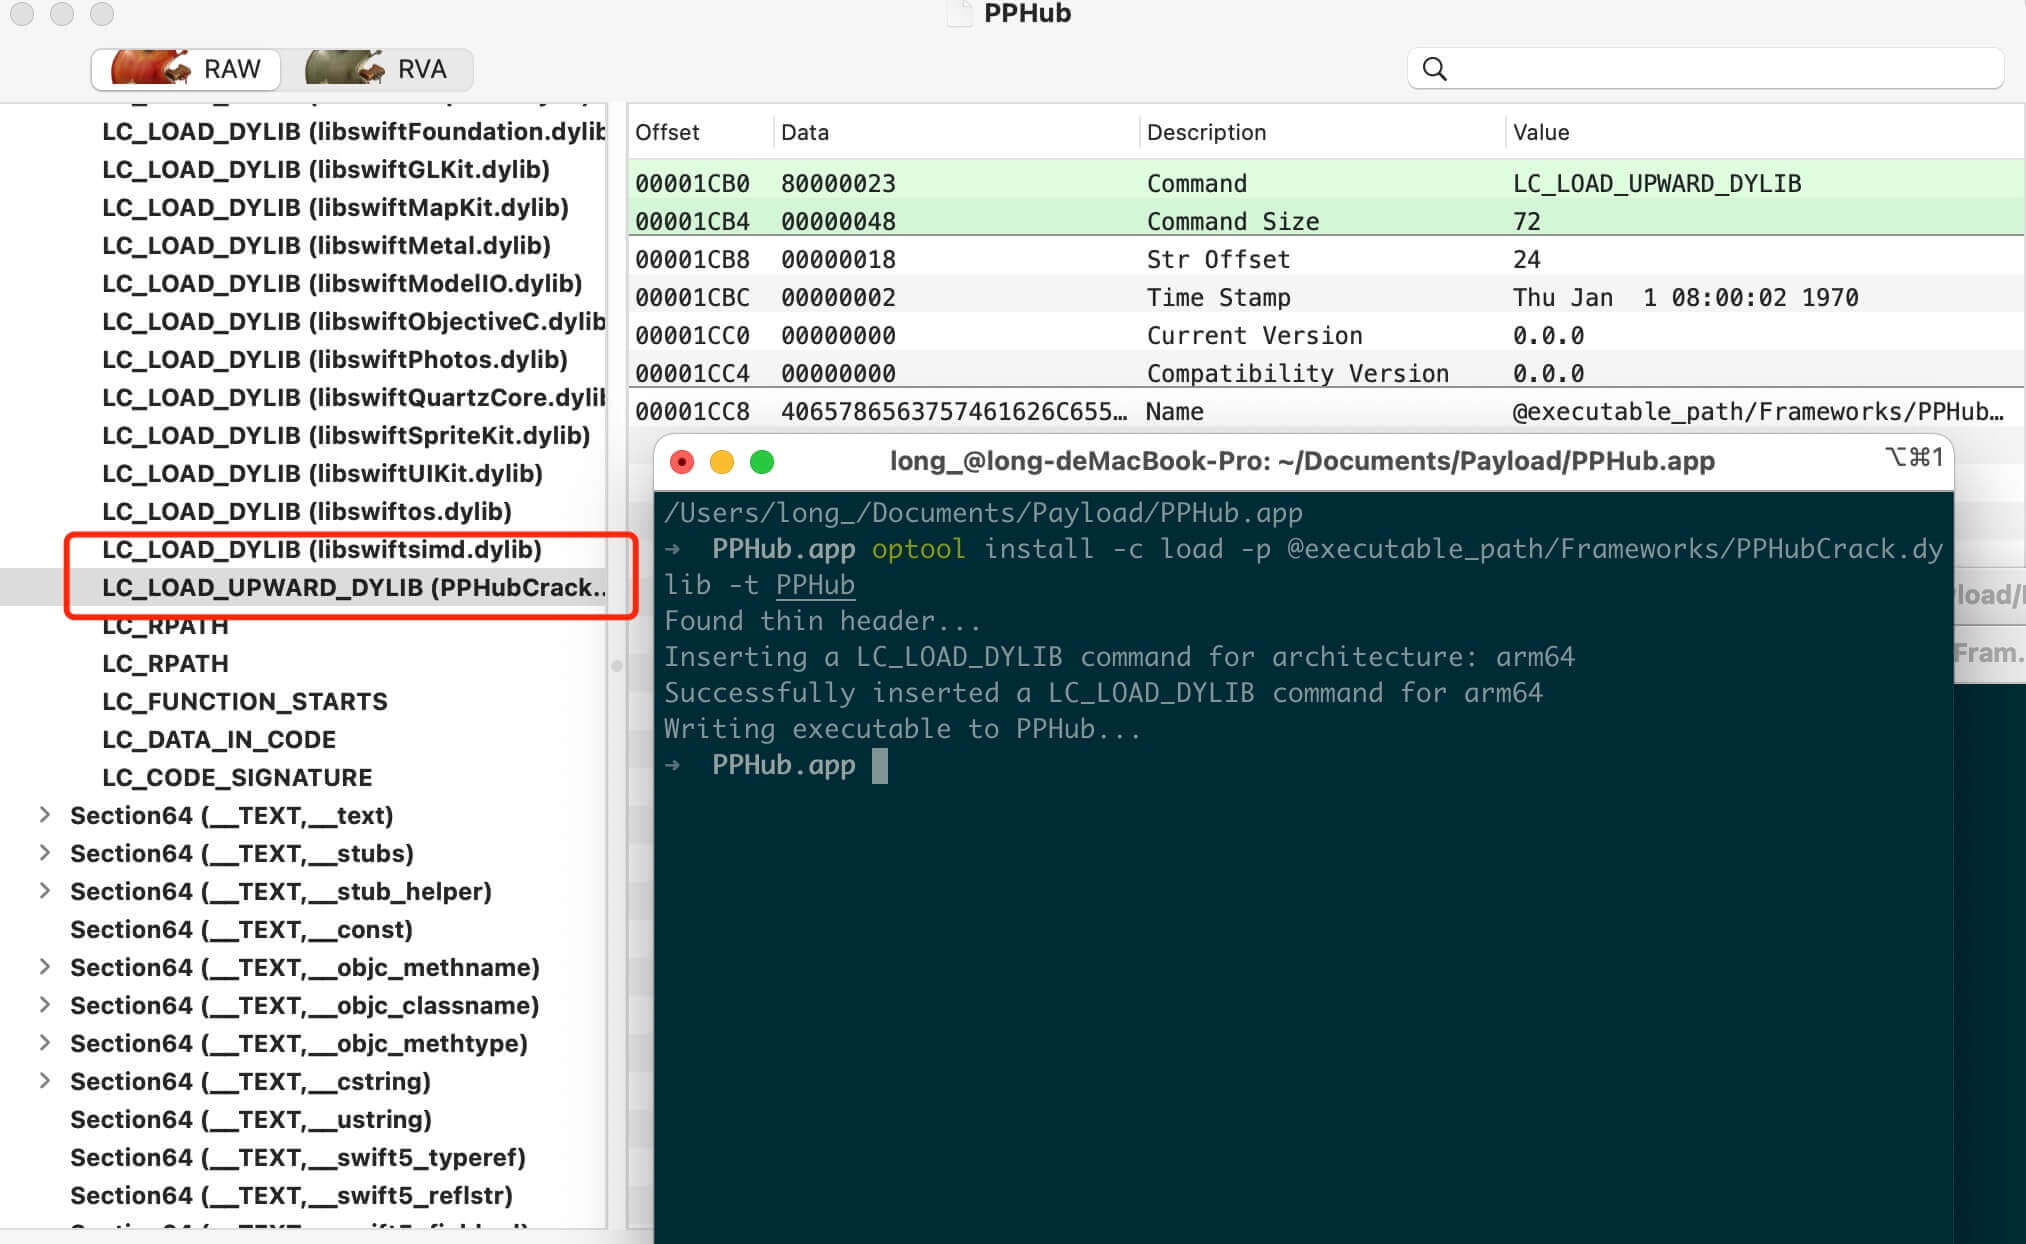 PPHub
RAW
RVA
LC_LOAD_DYLIB (libswiftFoundation.dylib
LC_LOAD_DYLIB (libswiftGLKit.dylib)
LC_LOAD_DYLIB (libswiftMapKit.dylib)
LC_LOAD_DYLIB (libswiftMetal.dylib)
LC_LOAD_DYLIB (libswiftModelIO.dylib)
LC_LOAD_DYLIB (libswiftObjectiveC.dylib
LC_LOAD_DYLIB (libswiftPhotos.dylib)
LC_LOAD_DYLIB (libswiftQuartzCore.dylib
LC_LOAD_DYLIB (libswiftSpriteKit.dylib)
LC_LOAD_DYLIB (libswiftUIKit.dylib)
LC_LOAD_DYLIB (libswiftos.dylib)
LC_LOAD_DYLIB (libswiftsimd.dylib)
LC_LOAD_UPWARD_DYLIB (PPHubCrack..
LC_RPATH
LC_RPATH
LC_FUNCTION_STARTS
LC_DATA_IN_CODE
LC_CODE_SIGNATURE
Section64 (__TEXT,__text)
Section64 (__TEXT,__stubs)
Section64 (__TEXT,__stub_helper)
Section64 (__TEXT,__const)
Section64 (__TEXT,__objc_methname)
Section64 (__TEXT,__objc_classname)
Section64 (__TEXT,__objc_methtype)
Section64 (__TEXT,__cstring)
Section64 (__TEXT,__ustring)
Section64 (__TEXT,__swift5_typeref)
Section64 (__TEXT,__swift5_reflstr)
Offset Data Description Value
00001CB0 80000023 Command LC_LOAD_UPWARD_DYLIB
00001CB4 00000048 Command Size 72
00001CB8 00000018 Str Offset 24
00001CBC 00000002 Time Stamp Thu Jan  1 08:00:02 1970
00001CC0 00000000 Current Version 0.0.0
00001CC4 00000000 Compatibility Version 0.0.0
00001CC8 4065786563757461626C655… Name @executable_path/Frameworks/PPHub…
long_@long-deMacBook-Pro: ~/Documents/Payload/PPHub.app ⌥⌘1
/Users/long_/Documents/Payload/PPHub.app
➜ PPHub.app optool install -c load -p @executable_path/Frameworks/PPHubCrack.dy
lib -t PPHub
Found thin header...
Inserting a LC_LOAD_DYLIB command for architecture: arm64
Successfully inserted a LC_LOAD_DYLIB command for arm64
Writing executable to PPHub...
➜ PPHub.app
Fram.